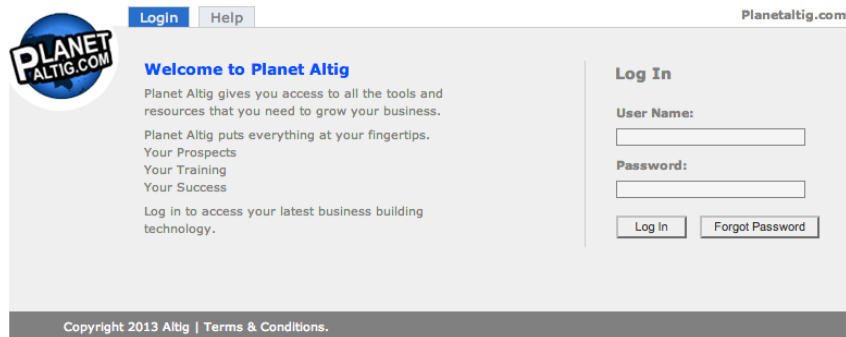 Login
Help
Planetaltig.com
PLANET
ALTIG.COM
Welcome to Planet Altig
Planet Altig gives you access to all the tools and
resources that you need to grow your business.
Planet Altig puts everything at your fingertips.
Your Prospects
Your Training
Your Success
Log in to access your latest business building
technology.
Log In
User Name:
Password:
Log In
Forgot Password
Copyright 2013 Altig | Terms & Conditions.